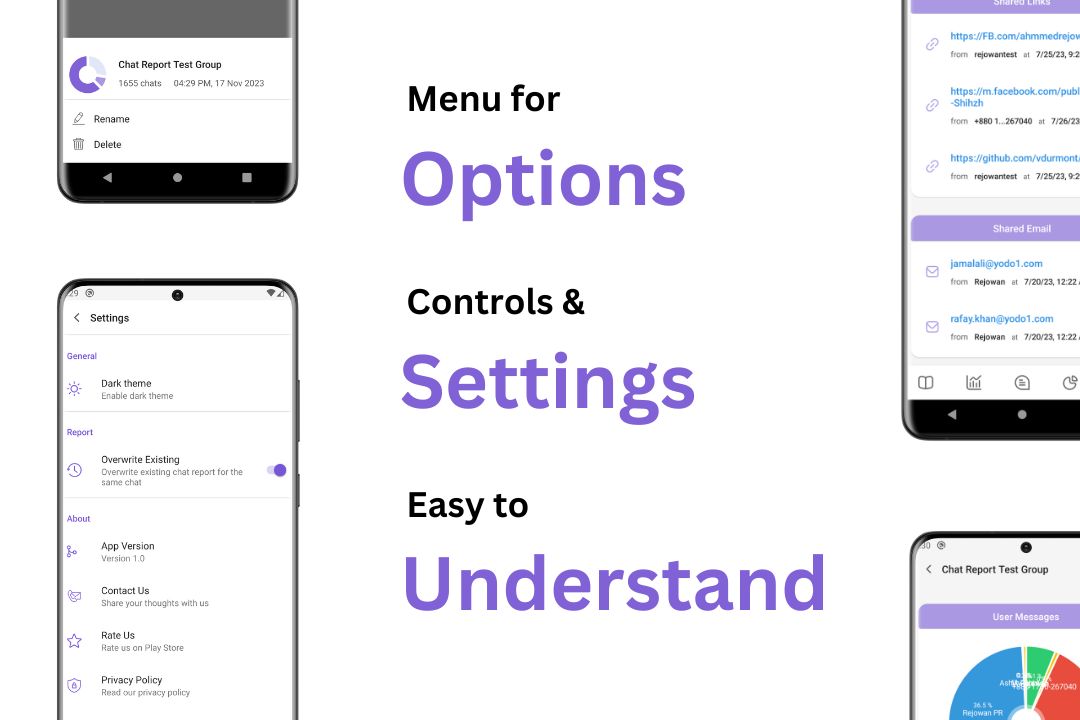 Chat Report Test Group
1655 chats 04:29 PM, 17 Nov 2023
Rename
Delete
29
Settings
General
Dark theme
Enable dark theme
Report
Overwrite Existing
Overwrite existing chat report for the
same chat
About
App Version
Version 1.0
Contact Us
Share your thoughts with us
Rate Us
Rate us on Play Store
Privacy Policy
Read our privacy policy
Menu for
Options
Controls &
Settings
Easy to
Understand
Shared Links
https://FB.com/ahmmedrejow
from rejowantest at 7/25/23, 9:2
https://m.facebook.com/publ
-Shihzh
from +880 1...267040 at 7/26/23
https://github.com/vdurmont/
from rejowantest at 7/25/23, 9:2
Shared Email
jamalali@yodo1.com
from Rejowan at 7/20/23, 12:22
rafay.khan@yodo1.com
from Rejowan at 7/20/23, 12:22
:30
Chat Report Test Group
User Messages
36.5 %
Rejowan PR